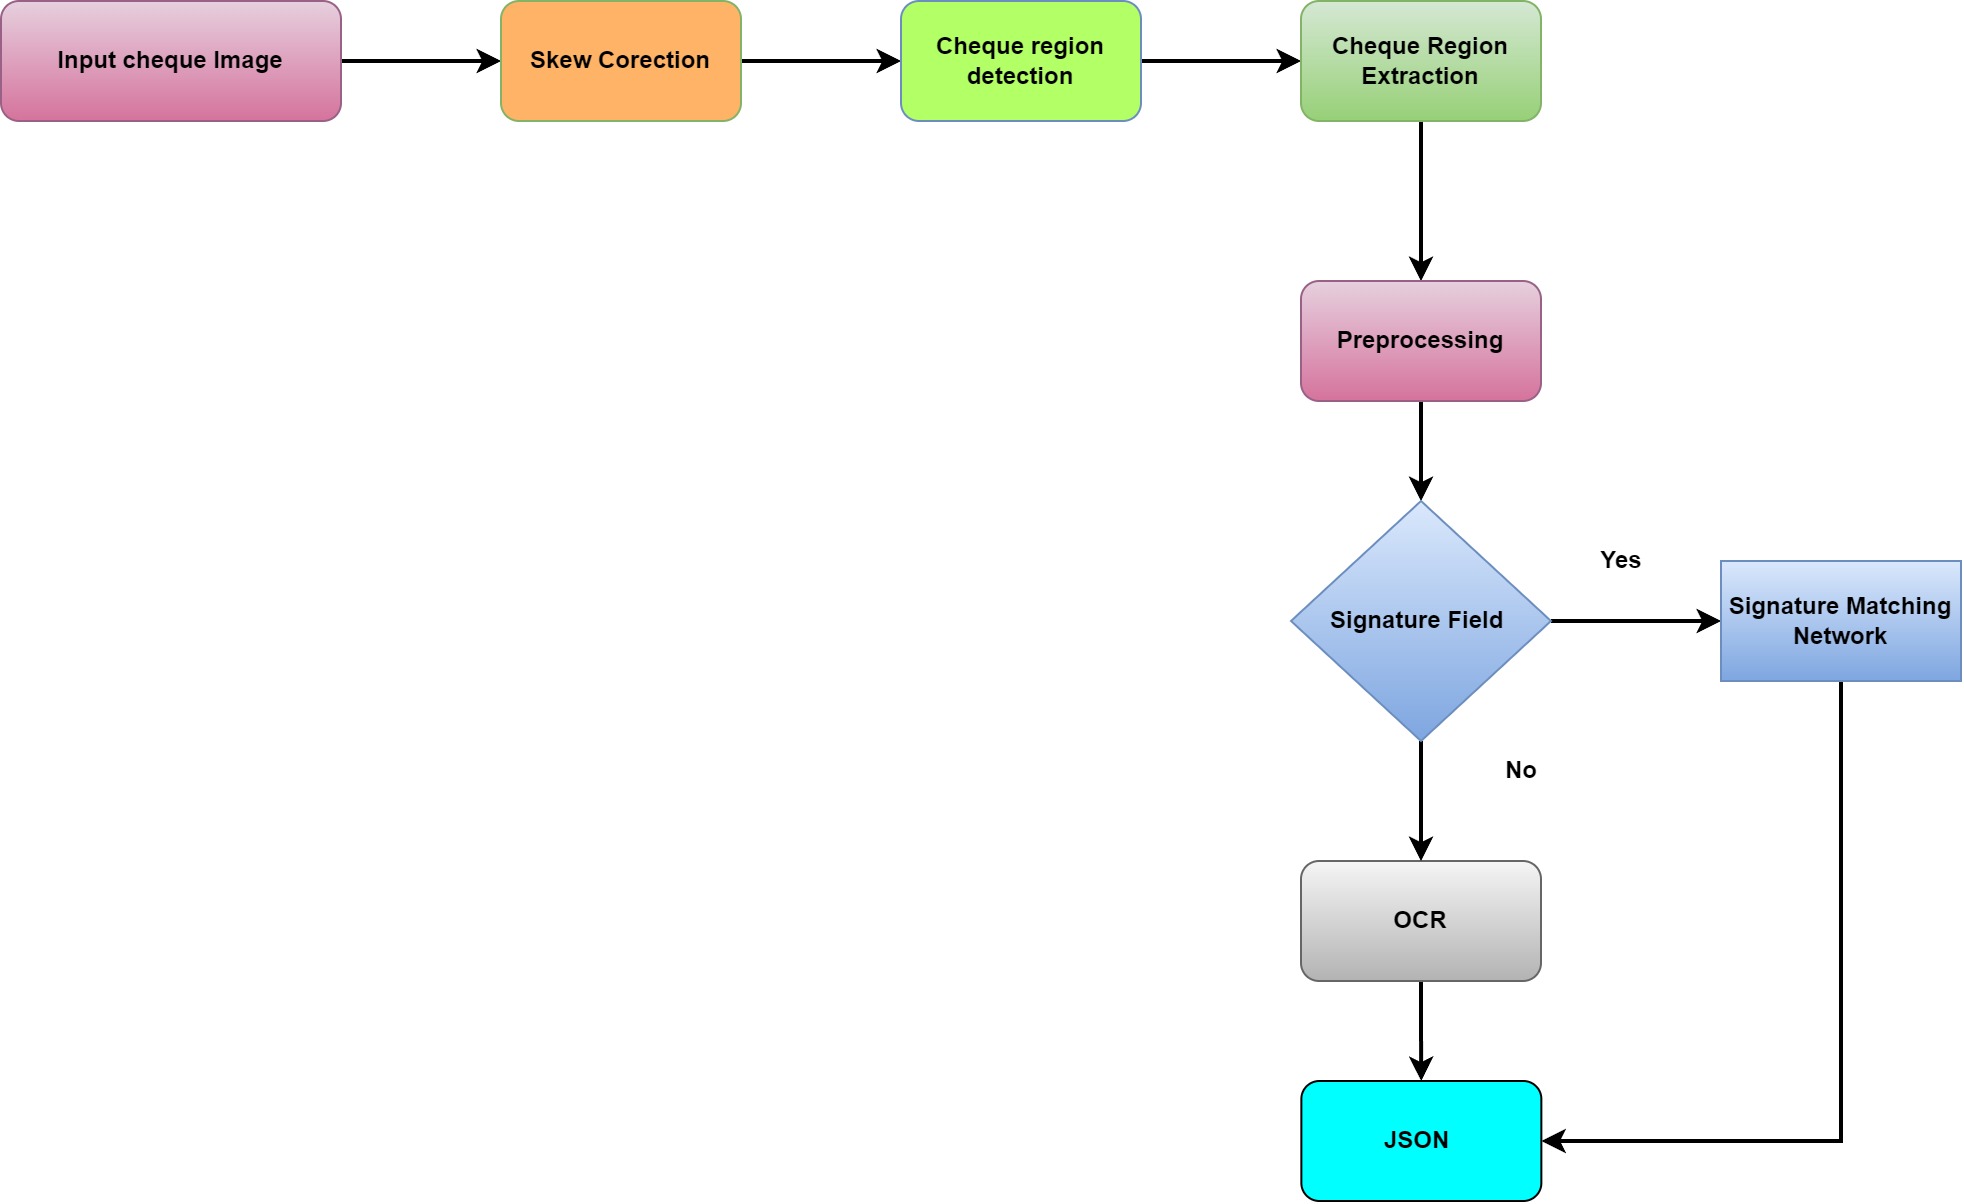 Input cheque Image
Skew Corection
Cheque region
detection
Cheque Region
Extraction
Preprocessing
Signature Field
Yes
Signature Matching
Network
No
OCR
JSON